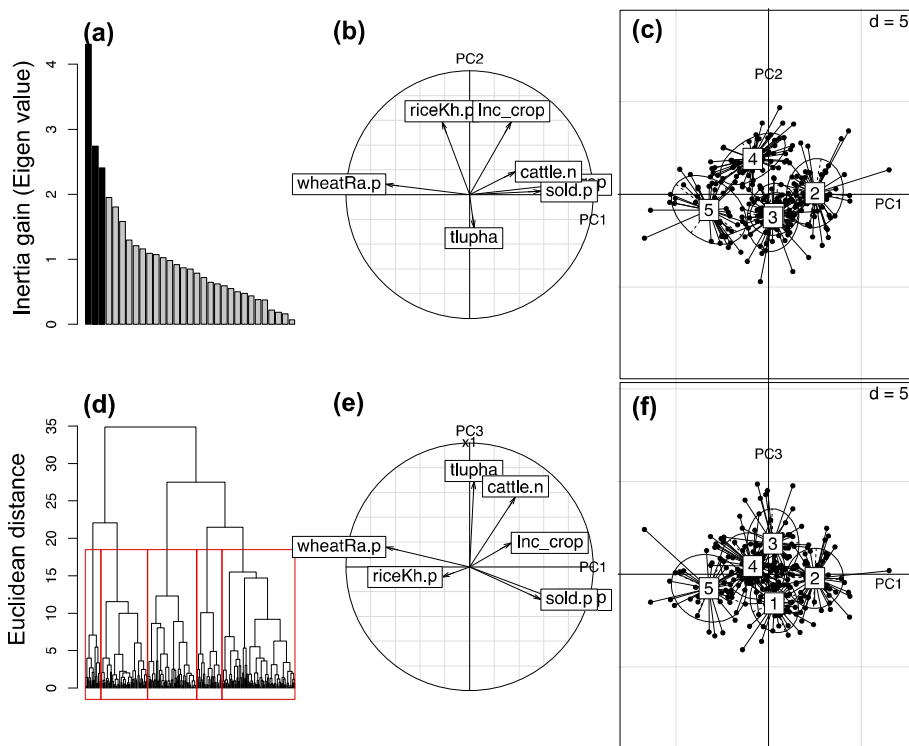 (a)
Inertia gain (Eigen value)
4
3
2
1
0
(b)
PC2
riceKh.p
Inc_crop
cattle.n
wheatRa.p
sold.p
tlupha
PC1
(c)
d = 5
PC2
4
2
5
3
PC1
(d)
Euclidean distance
35
30
25
20
15
10
5
0
(e)
PC3
x1
tlupha
cattle.n
Inc_crop
wheatRa.p
riceKh.p
PC1
sold.p p
(f)
d = 5
PC3
3
4
2
5
1
PC1